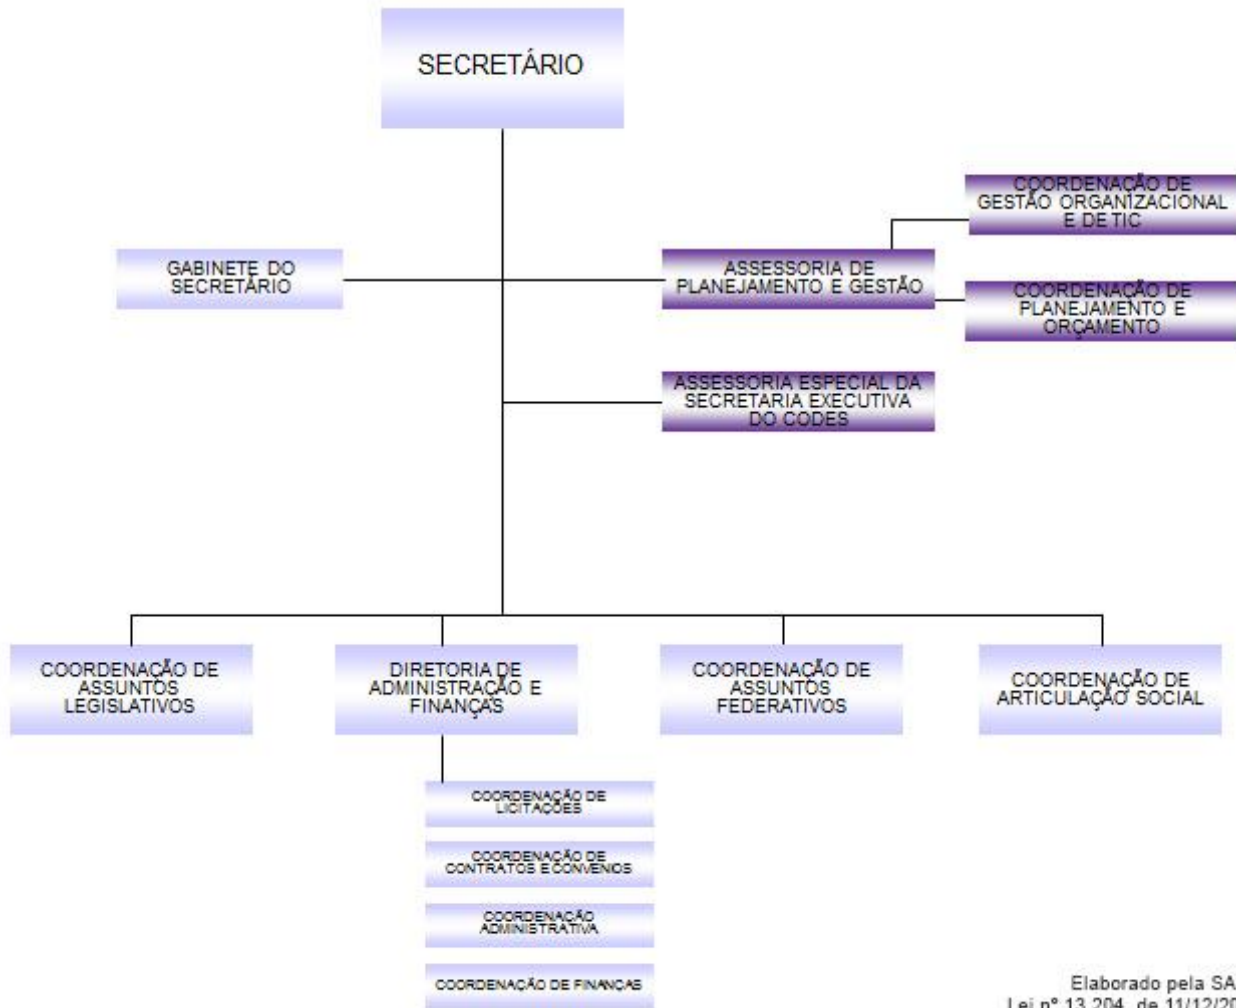 SECRETÁRIO
COORDENAÇÃO DE
GESTÃO ORGANIZACIONAL
E DE TIC
GABINETE DO
SECRETÁRIO
ASSESSORIA DE
PLANEJAMENTO E GESTÃO
COORDENAÇÃO DE
PLANEJAMENTO E
ORÇAMENTO
ASSESSORIA ESPECIAL DA
SECRETARIA EXECUTIVA
DO CODES
COORDENAÇÃO DE
ASSUNTOS
LEGISLATIVOS
DIRETORIA DE
ADMINISTRAÇÃO E
FINANÇAS
COORDENAÇÃO DE
ASSUNTOS
FEDERATIVOS
COORDENAÇÃO DE
ARTICULAÇÃO SOCIAL
COORDENAÇÃO DE
LICITAÇÕES
COORDENAÇÃO DE
CONTRATOS E CONVENIOS
COORDENAÇÃO
ADMINISTRATIVA
COORDENAÇÃO DE FINANÇAS
Elaborado pela SA
Lei nº 13.204, de 11/12/20